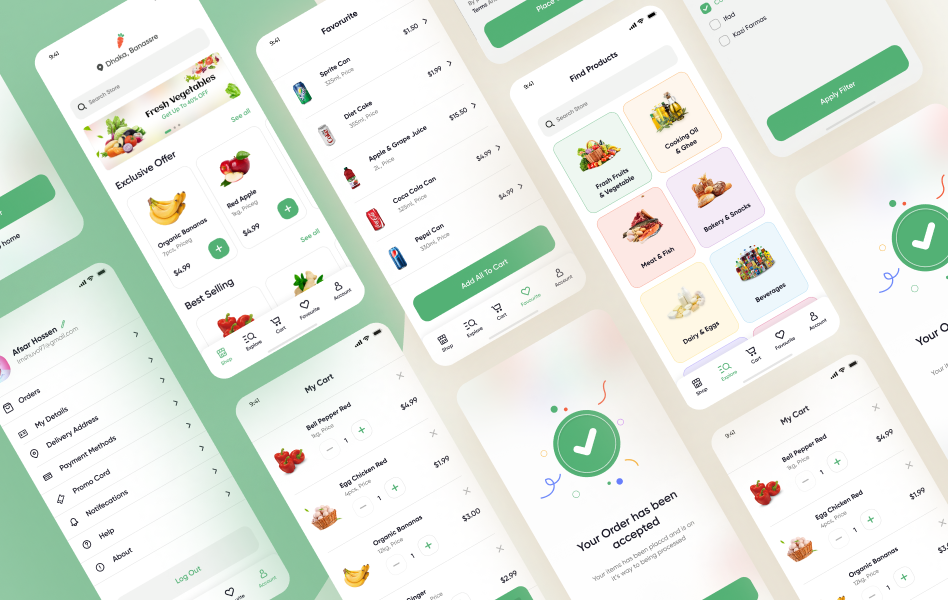 9:41
Dhaka, Banassre
Search Store
Fresh Vegetables
Get Up To 40% OFF
Exclusive Offer
See all
Organic Bananas
7pcs, Priceg
$4.99
Red Apple
1kg, Priceg
$4.99
Best Selling
See all
Shop
Explore
Cart
Favourite
Account
9:41
Favorurite
Sprite Can
325ml, Price
$1.50
Diet Coke
355ml, Price
$1.99
Apple & Grape Juice
2L, Price
$15.50
Coca Cola Can
325ml, Price
$4.99
Pepsi Can
330ml, Price
$4.99
Add All To Cart
Shop
Explore
Cart
Favourite
Account
Terms
Place
9:41
Find Products
Search Store
Frash Fruits
& Vegetable
Cooking Oil
& Ghee
Meat & Fish
Bakery & Snacks
Dairy & Eggs
Beverages
Shop
Explore
Cart
Favourite
Account
Ifad
Kazi Farmas
Apply Filter
home
Afsar Hossen
Imshuvo97@gmail.com
Orders
My Details
Delivery Address
Payment Methods
Promo Cord
Notifecations
Help
About
Log Out
Account
9:41
My Cart
Bell Pepper Red
1kg, Price
1
$4.99
Egg Chicken Red
4pcs, Price
1
$1.99
Organic Bananas
12kg, Price
1
$3.00
Ginger
$2.99
Your Order has been
accepted
Your items has been placcd and is on
it's way to being processed
9:41
My Cart
Bell Pepper Red
1kg, Price
1
$4.99
Egg Chicken Red
4pcs, Price
1
$1.99
Organic Bananas
12kg, Price
1
Your